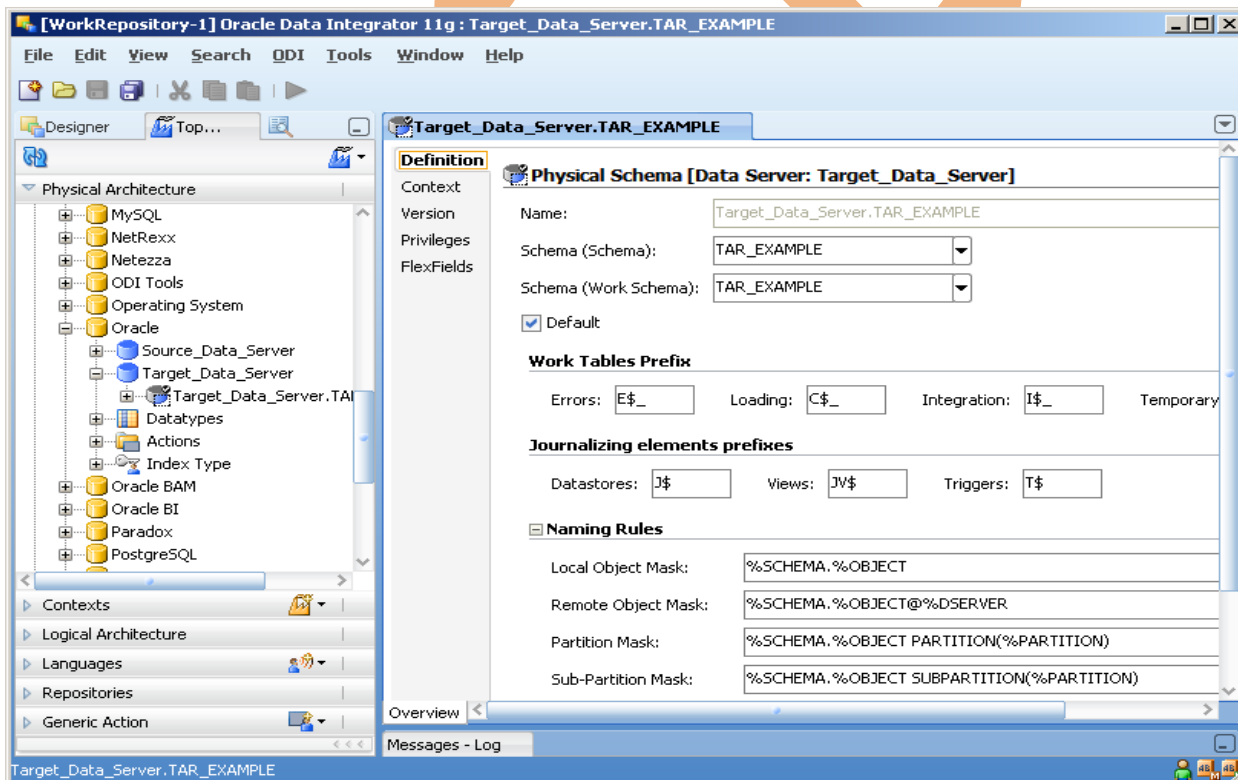 [WorkRepository-1] Oracle Data Integrator 11g : Target_Data_Server.TAR_EXAMPLE
File Edit View Search ODI Tools Window Help
Designer Top...
Physical Architecture
MySQL
NetRexx
Netezza
ODI Tools
Operating System
Oracle
Source_Data_Server
Target_Data_Server
Target_Data_Server.TAI
Datatypes
Actions
Index Type
Oracle BAM
Oracle BI
Paradox
PostgreSQL
Contexts
Logical Architecture
Languages
Repositories
Generic Action
Target_Data_Server.TAR_EXAMPLE
Definition
Context
Version
Privileges
FlexFields
Physical Schema [Data Server: Target_Data_Server]
Name: Target_Data_Server.TAR_EXAMPLE
Schema (Schema): TAR_EXAMPLE
Schema (Work Schema): TAR_EXAMPLE
Default
Work Tables Prefix
Errors: E$_ Loading: C$_ Integration: I$_ Temporary
Journalizing elements prefixes
Datastores: J$ Views: JV$ Triggers: T$
Naming Rules
Local Object Mask: %SCHEMA.%OBJECT
Remote Object Mask: %SCHEMA.%OBJECT@%DSERVER
Partition Mask: %SCHEMA.%OBJECT PARTITION(%PARTITION)
Sub-Partition Mask: %SCHEMA.%OBJECT SUBPARTITION(%PARTITION)
Overview
Messages - Log
Target_Data_Server.TAR_EXAMPLE